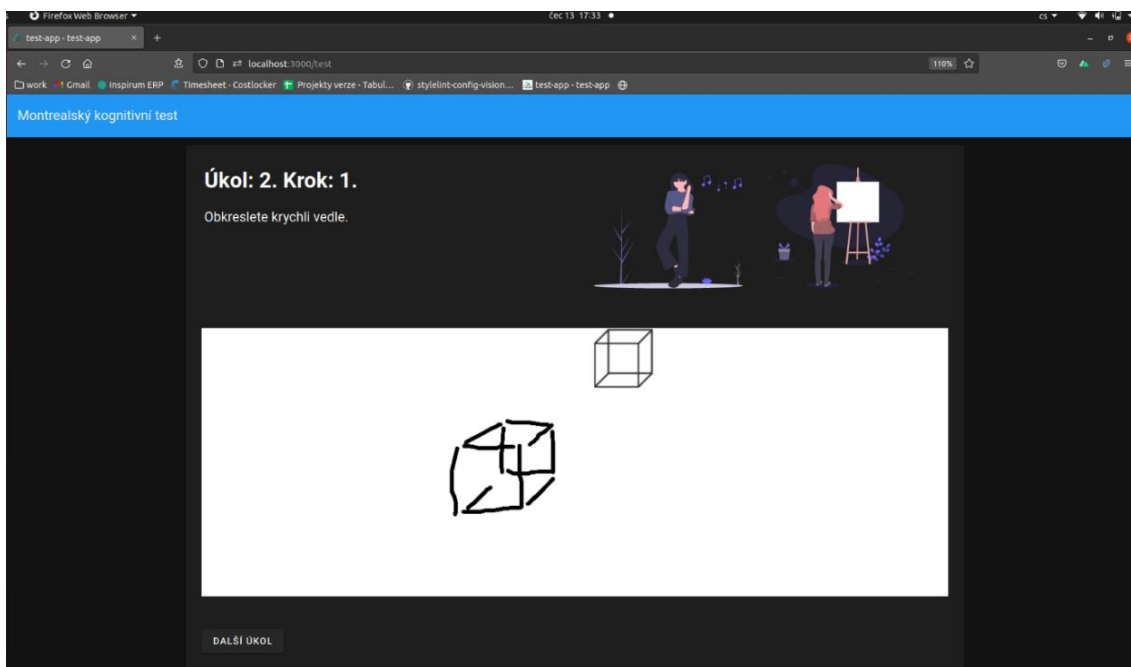 Firefox Web Browser
čec 13 17:33
cs
test-app - test-app
localhost:3000/test
110%
work Gmail Inspirum ERP Timesheet - Costlocker Projekty verze - Tabul... stylelint-config-vision... test-app - test-app
Montrealský kognitivní test
Úkol: 2. Krok: 1.
Obkreslete krychli vedle.
DALŠÍ ÚKOL